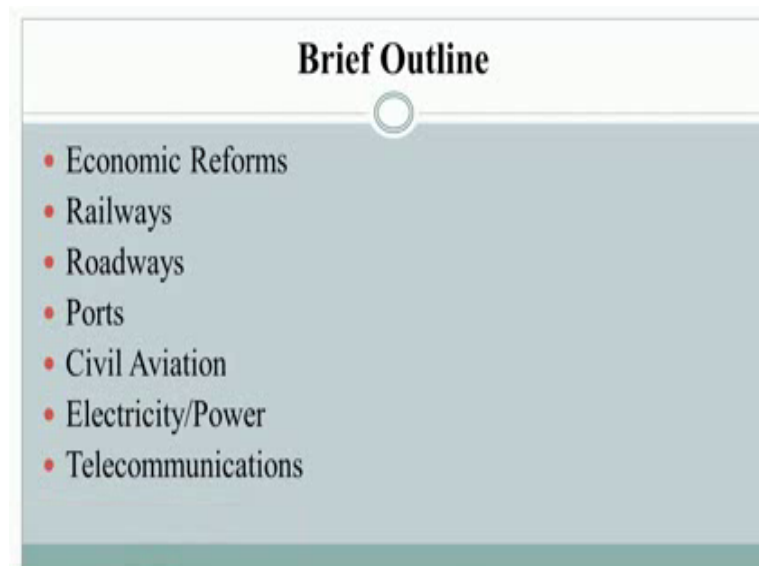 Brief Outline
Economic Reforms
Railways
Roadways
Ports
Civil Aviation
Electricity/Power
Telecommunications